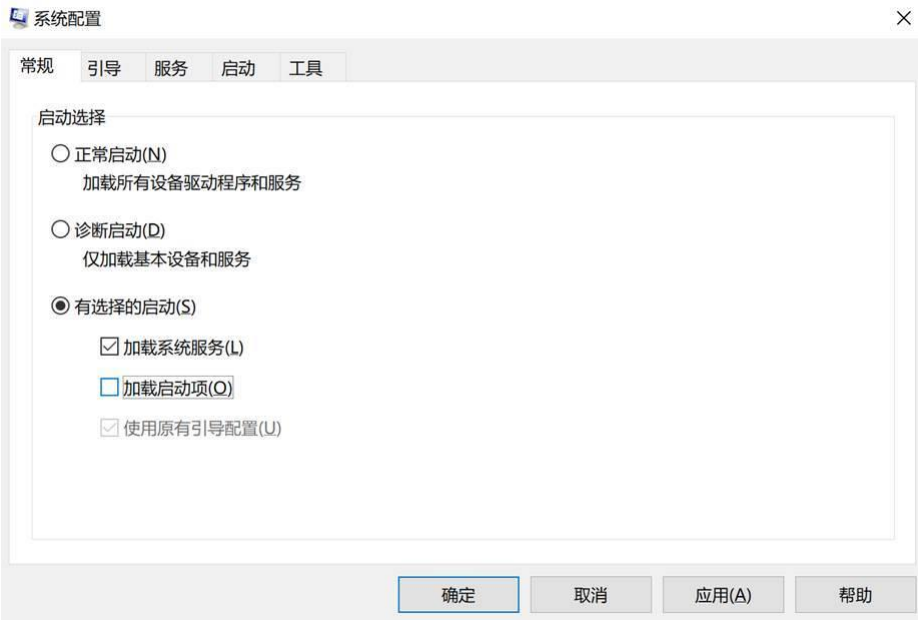 系统配置
常规
引导
服务
启动
工具
启动选择
正常启动(N)
加载所有设备驱动程序和服务
诊断启动(D)
仅加载基本设备和服务
有选择的启动(S)
加载系统服务(L)
加载启动项(O)
使用原有引导配置(U)
确定
取消
应用(A)
帮助